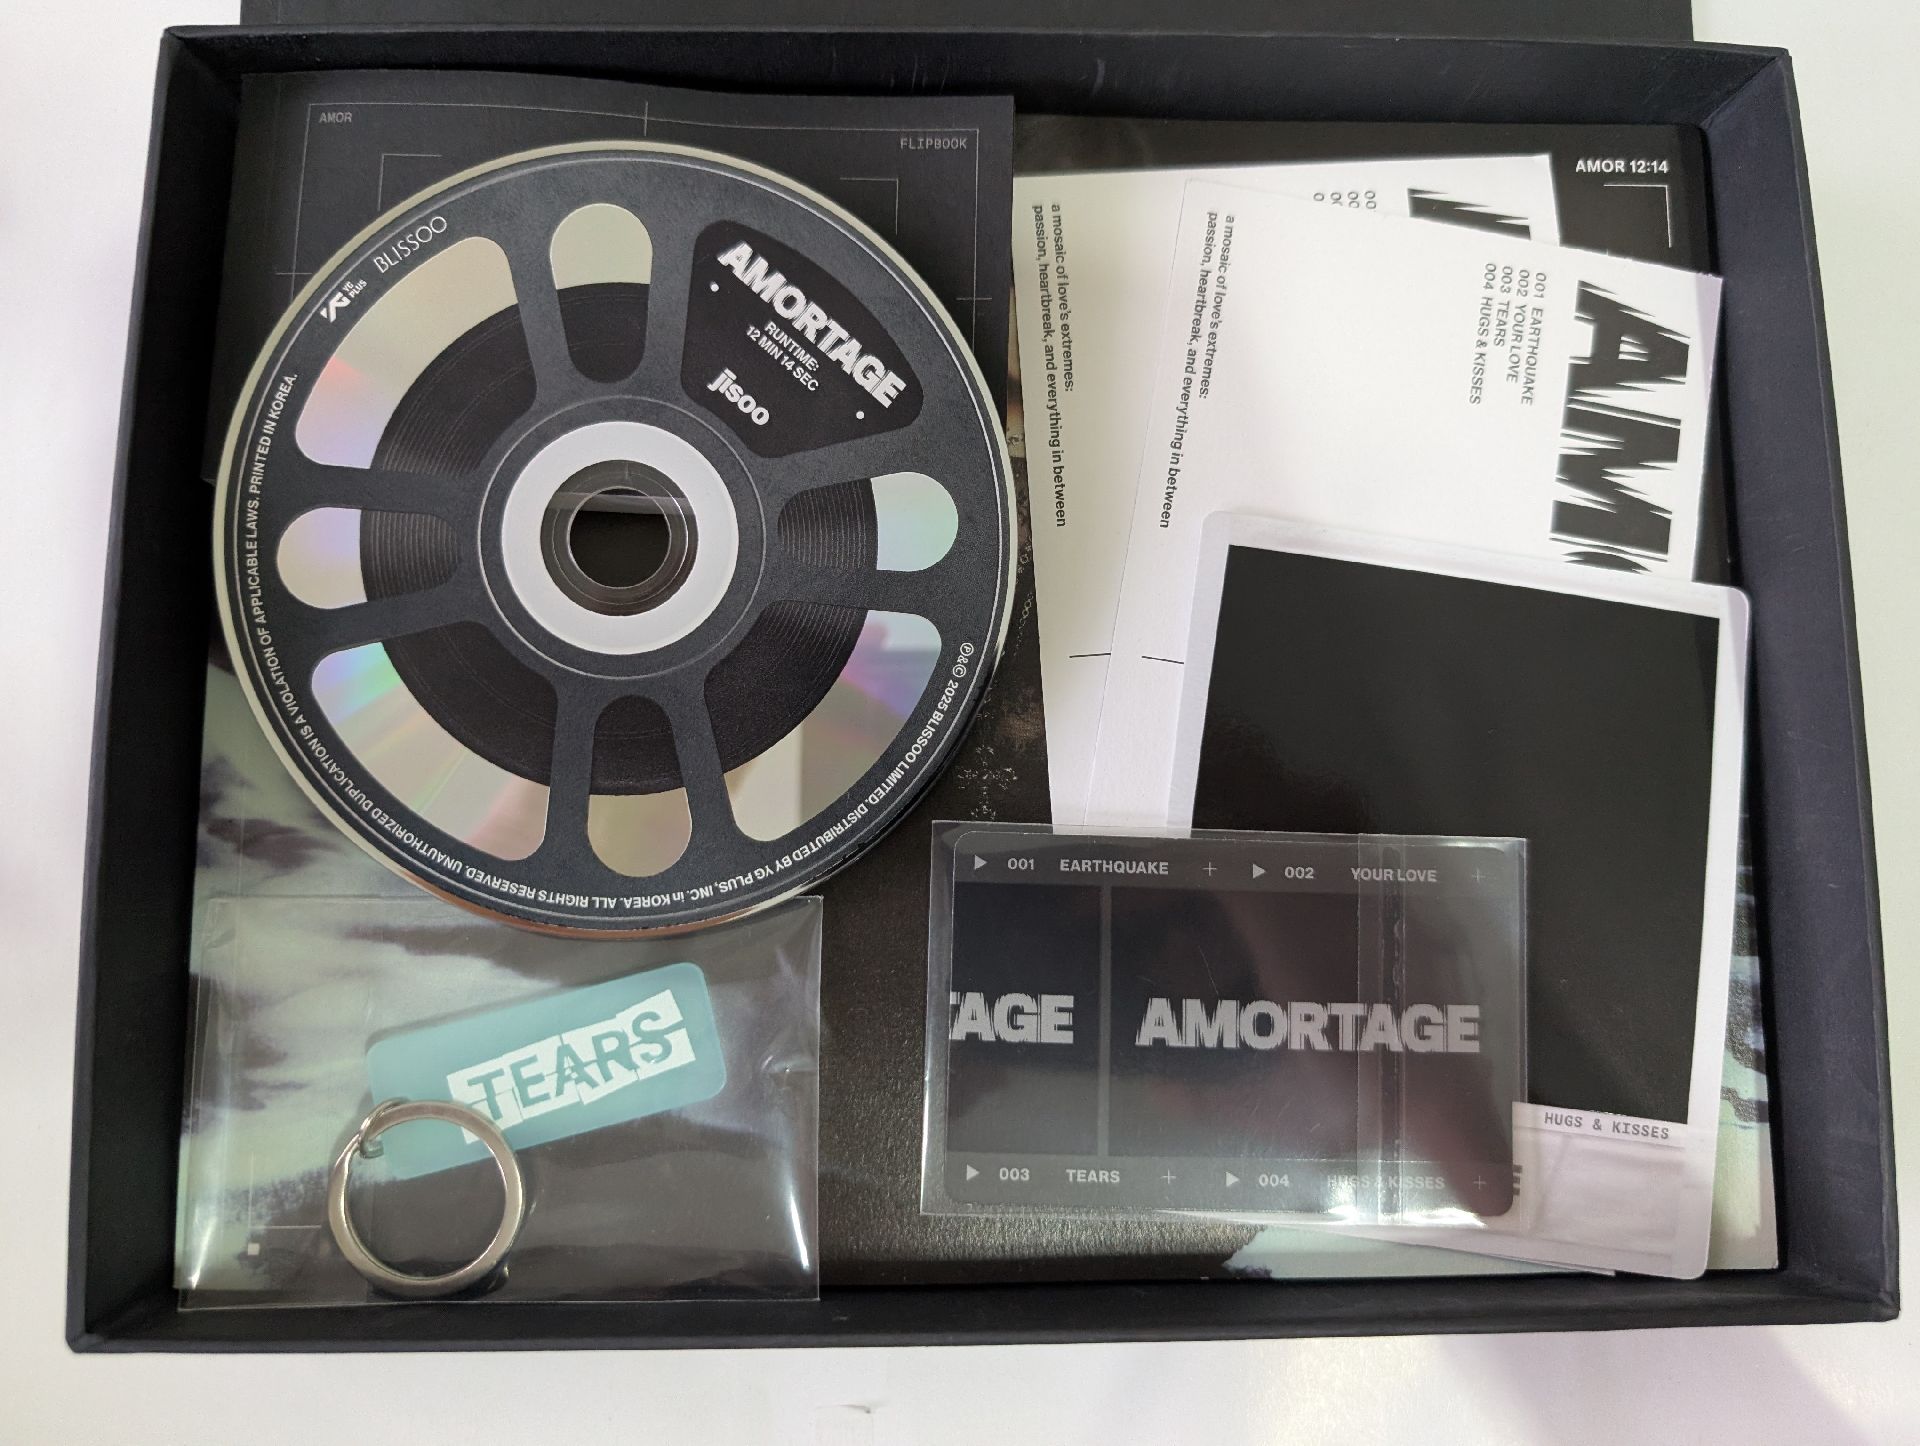 AMOR
FLIPBOOK
YG PLUS
BLISSOO
AMORTAGE
RUNTIME:
12 MIN 14 SEC
jisoo
Ⓟ&© 2025 BLISSOO LIMITED. DISTRIBUTED BY YG PLUS, INC. in KOREA. ALL RIGHTS RESERVED. UNAUTHORIZED DUPLICATION IS A VIOLATION OF APPLICABLE LAWS. PRINTED IN KOREA.
AMOR 12:14
a mosaic of love's extremes:
passion, heartbreak, and everything in between
a mosaic of love's extremes:
passion, heartbreak, and everything in between
001 EARTHQUAKE
002 YOUR LOVE
003 TEARS
004 HUGS & KISSES
AM
001 EARTHQUAKE + 002 YOUR LOVE +
TAGE AMORTAGE
003 TEARS + 004 HUGS & KISSES +
HUGS & KISSES
TEARS